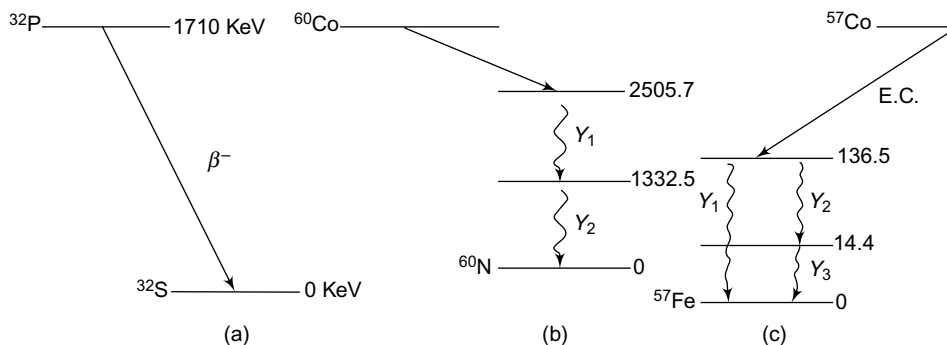 ³²P 1710 KeV
β⁻
³²S 0 KeV
(a)
⁶⁰Co
2505.7
Y₁
1332.5
Y₂
⁶⁰N 0
(b)
⁵⁷Co
E.C.
136.5
Y₁ Y₂
14.4
Y₃
⁵⁷Fe 0
(c)